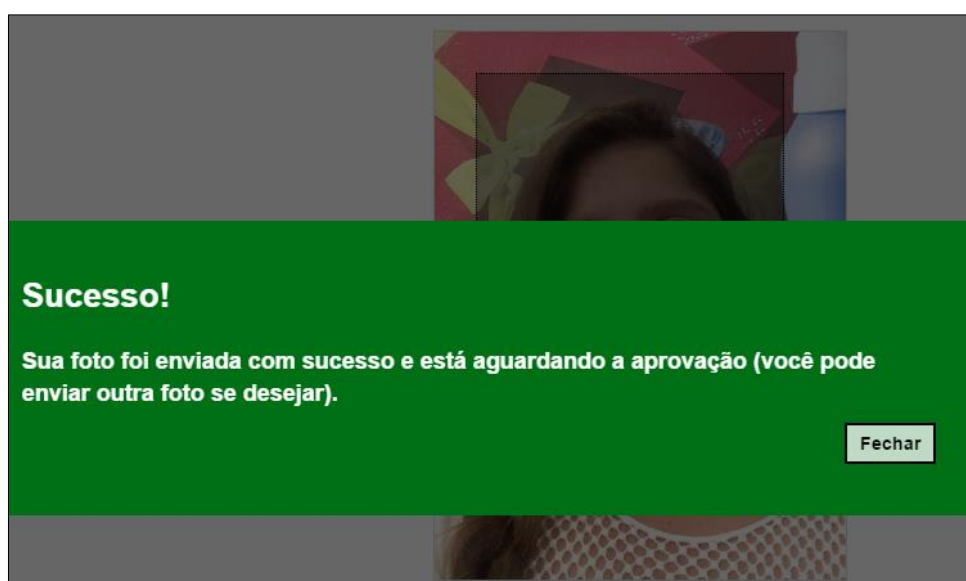 Sucesso!
Sua foto foi enviada com sucesso e está aguardando a aprovação (você pode
enviar outra foto se desejar).
Fechar